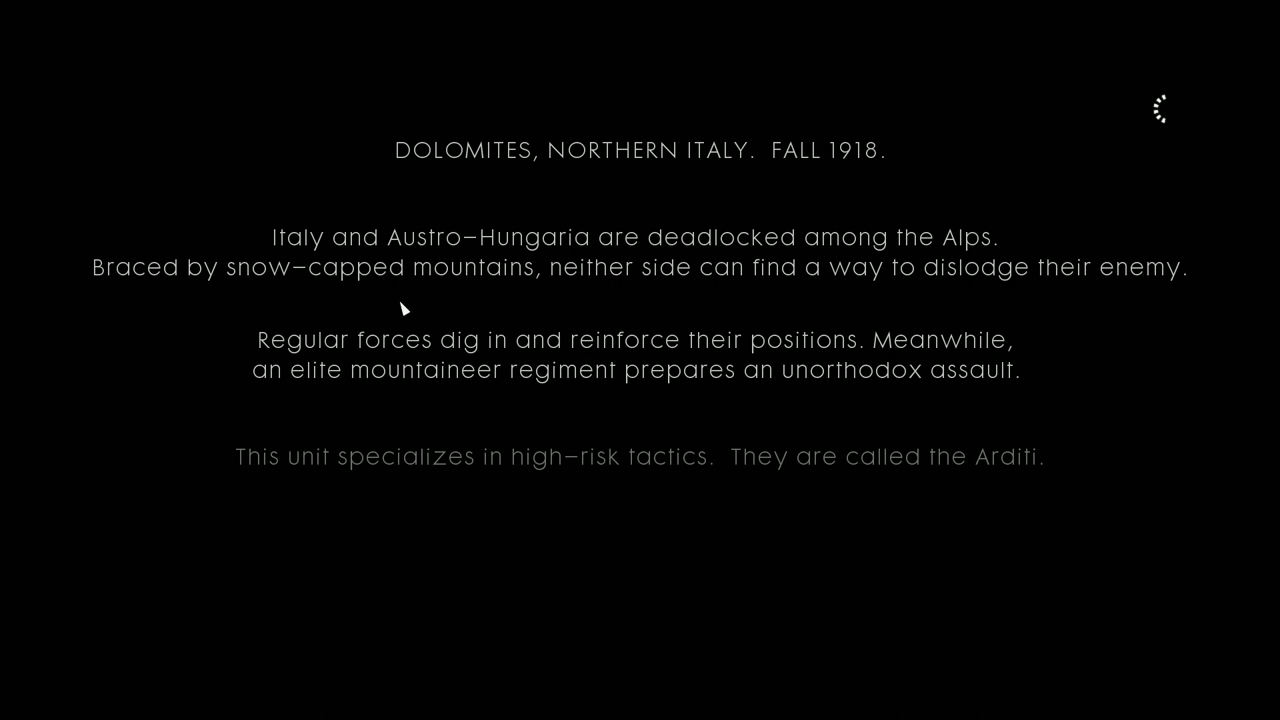 DOLOMITES, NORTHERN ITALY.  FALL 1918.
Italy and Austro-Hungaria are deadlocked among the Alps.
Braced by snow-capped mountains, neither side can find a way to dislodge their enemy.
Regular forces dig in and reinforce their positions. Meanwhile,
an elite mountaineer regiment prepares an unorthodox assault.
This unit specializes in high-risk tactics.  They are called the Arditi.